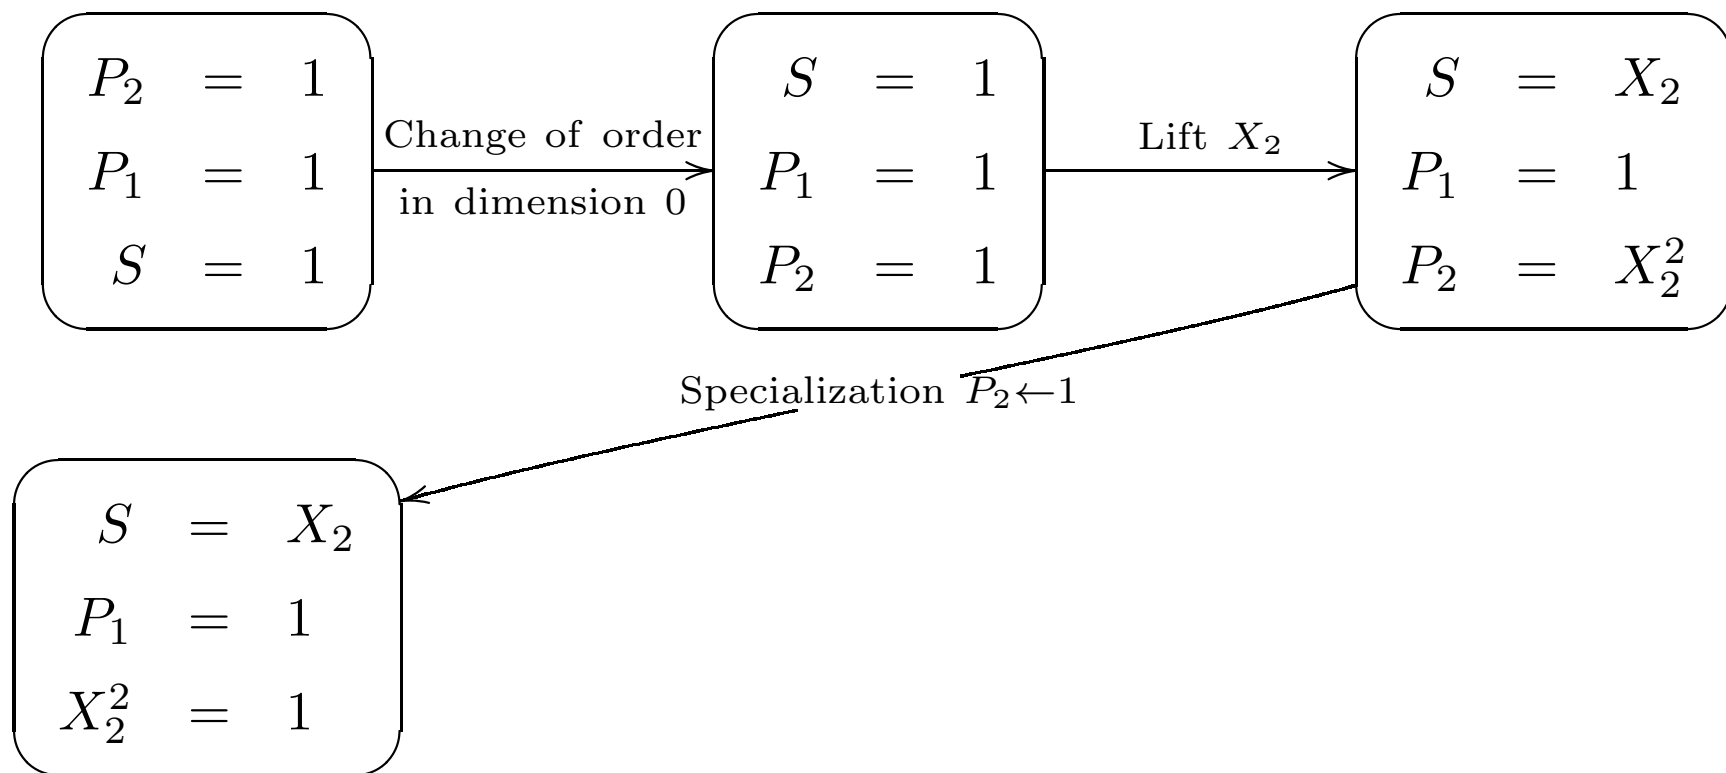 P₂ = 1
P₁ = 1
S = 1
Change of order
in dimension 0
S = 1
P₁ = 1
P₂ = 1
Lift X₂
S = X₂
P₁ = 1
P₂ = X₂²
Specialization P₂←1
S = X₂
P₁ = 1
X₂² = 1